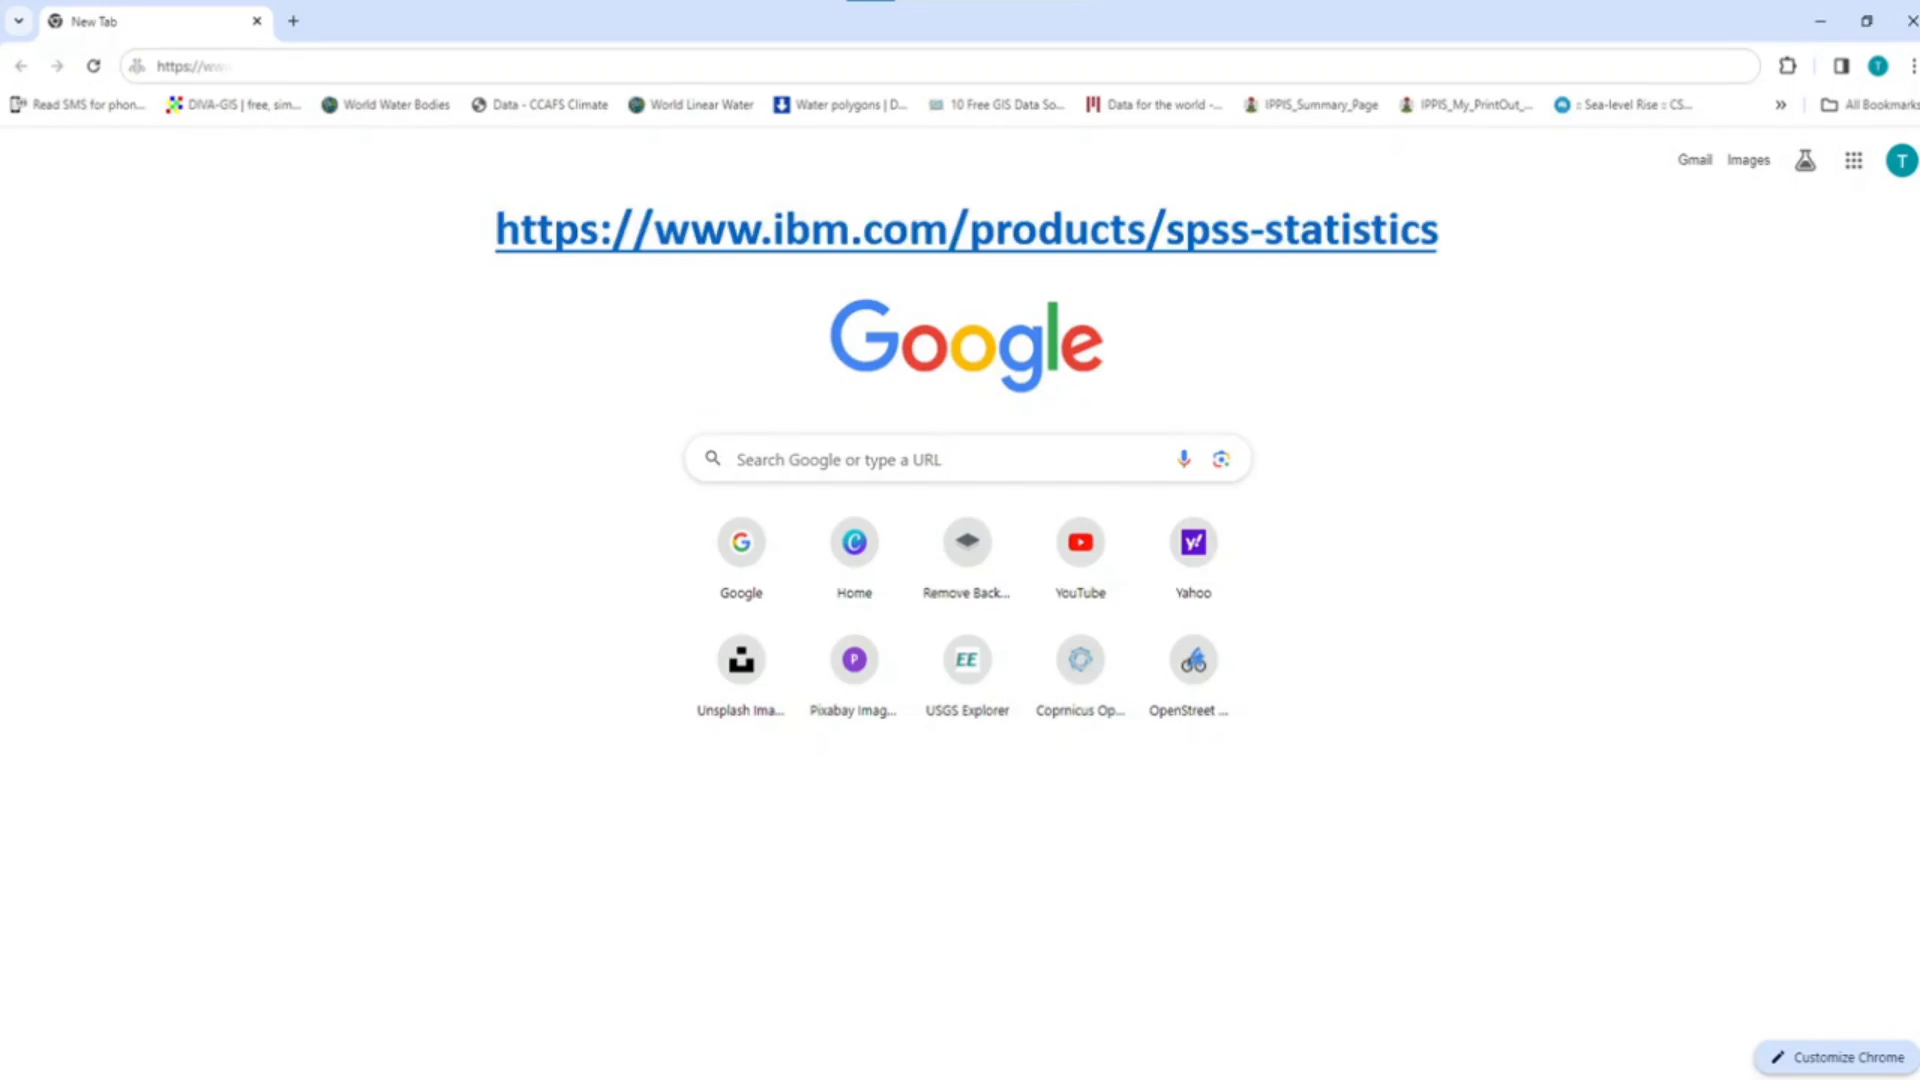 New Tab
https://www
Read SMS for phon...
DIVA-GIS | free, sim...
World Water Bodies
Data - CCAFS Climate
World Linear Water
Water polygons | D...
10 Free GIS Data So...
Data for the world -...
IPPIS_Summary_Page
IPPIS_My_PrintOut_...
:: Sea-level Rise :: CS...
All Bookmarks
Gmail
Images
T
https://www.ibm.com/products/spss-statistics
Google
Search Google or type a URL
Google
Home
Remove Back...
YouTube
Yahoo
Unsplash Ima...
Pixabay Imag...
USGS Explorer
Coprnicus Op...
OpenStreet ...
Customize Chrome